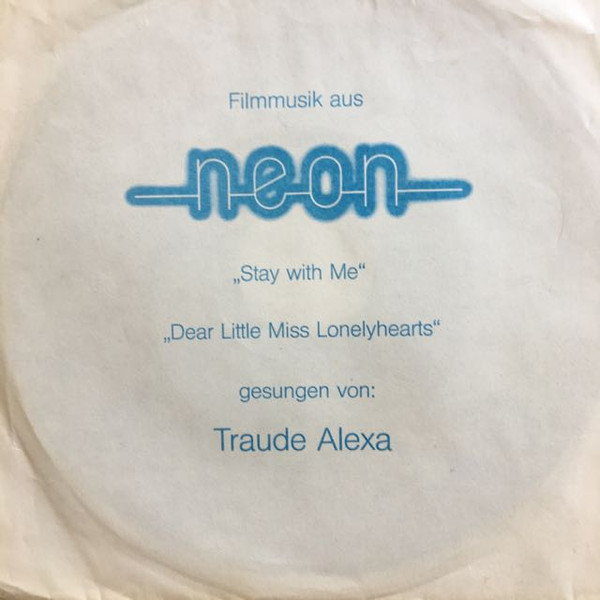 Filmmusik aus
neon
„Stay with Me“
„Dear Little Miss Lonelyhearts“
gesungen von:
Traude Alexa